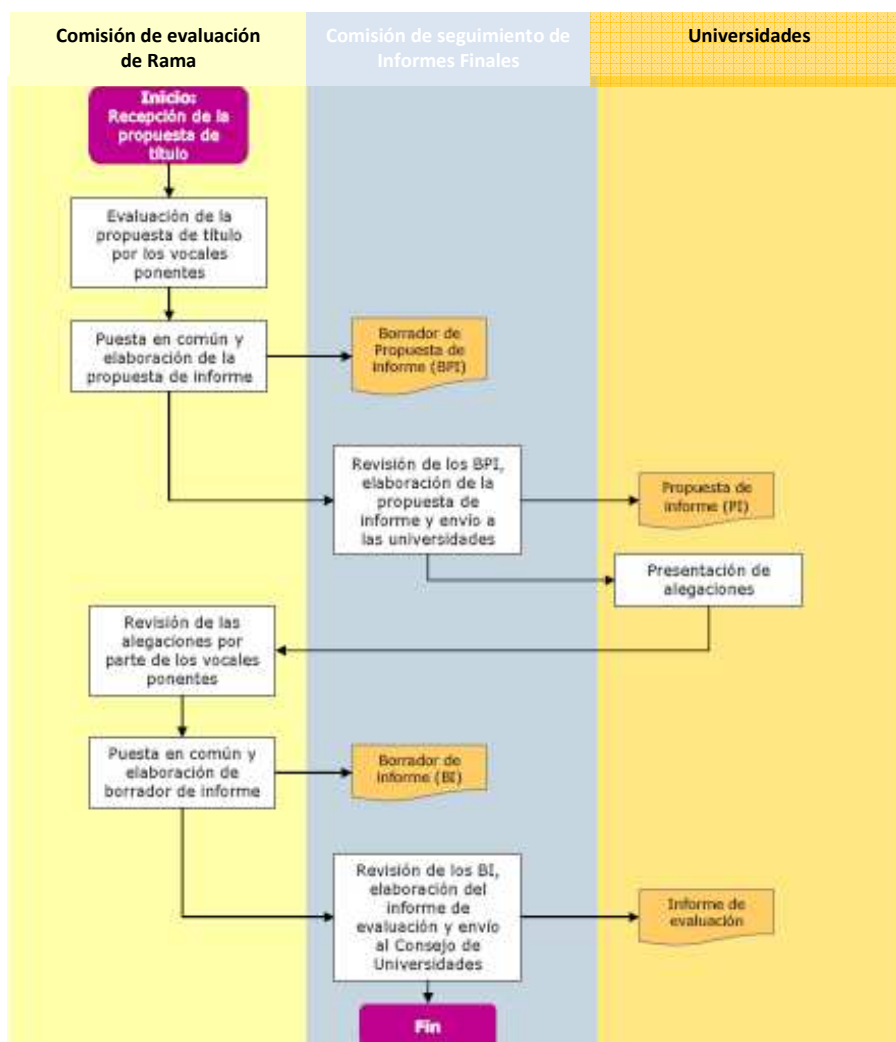 Comisión de evaluación
de Rama
Comisión de seguimiento de
Informes Finales
Universidades
Inicio:
Recepción de la
propuesta de
título
Evaluación de la
propuesta de título
por los vocales
ponentes
Puesta en común y
elaboración de la
propuesta de informe
Borrador de
Propuesta de
informe (BPI)
Revisión de los BPI,
elaboración de la
propuesta de
informe y envío a
las universidades
Propuesta de
informe (PI)
Presentación de
alegaciones
Revisión de las
alegaciones por
parte de los vocales
ponentes
Puesta en común y
elaboración de
borrador de informe
Borrador de
informe (BI)
Revisión de los BI,
elaboración del
informe de
evaluación y envío
al Consejo de
Universidades
Informe de
evaluación
Fin